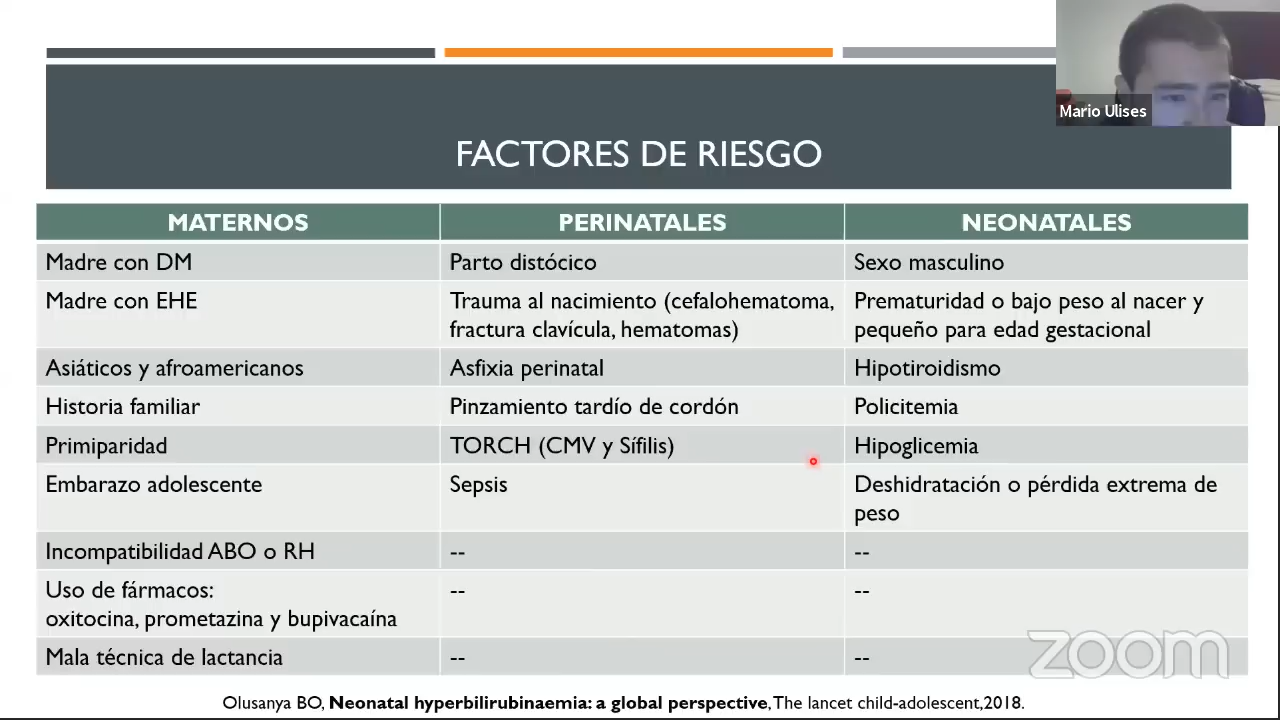 Mario Ulises
FACTORES DE RIESGO
MATERNOS PERINATALES NEONATALES
Madre con DM Parto distócico Sexo masculino
Madre con EHE Trauma al nacimiento (cefalohematoma, Prematuridad o bajo peso al nacer y
fractura clavícula, hematomas) pequeño para edad gestacional
Asiáticos y afroamericanos Asfixia perinatal Hipotiroidismo
Historia familiar Pinzamiento tardío de cordón Policitemia
Primiparidad TORCH (CMV y Sífilis) Hipoglicemia
Embarazo adolescente Sepsis Deshidratación o pérdida extrema de
peso
Incompatibilidad ABO o RH -- --
Uso de fármacos: -- --
oxitocina, prometazina y bupivacaína
Mala técnica de lactancia -- --
zoom
Olusanya BO, Neonatal hyperbilirubinaemia: a global perspective, The lancet child-adolescent,2018.